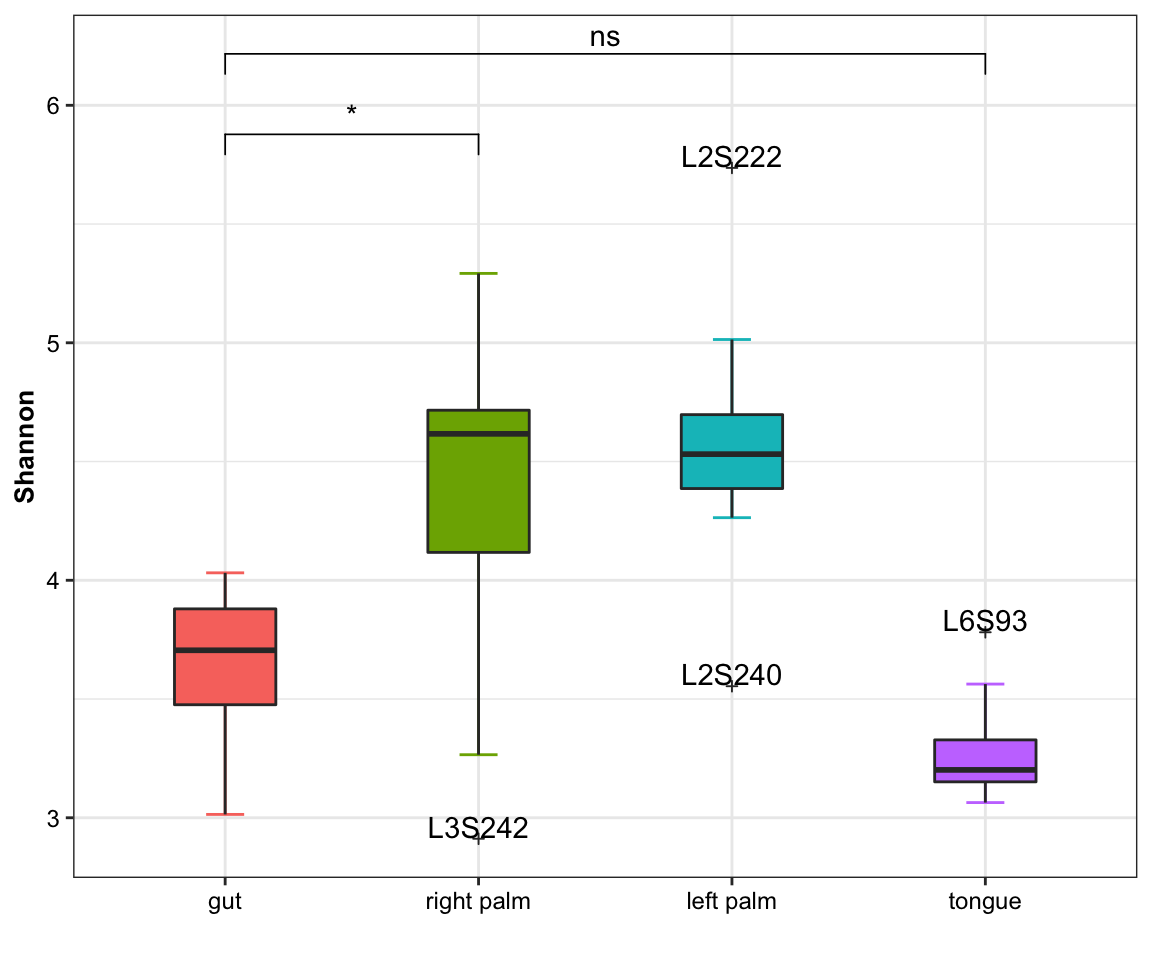 ns
6
*
L2S222
5
Shannon
4
L6S93
L2S240
3
L3S242
gut
right palm
left palm
tongue